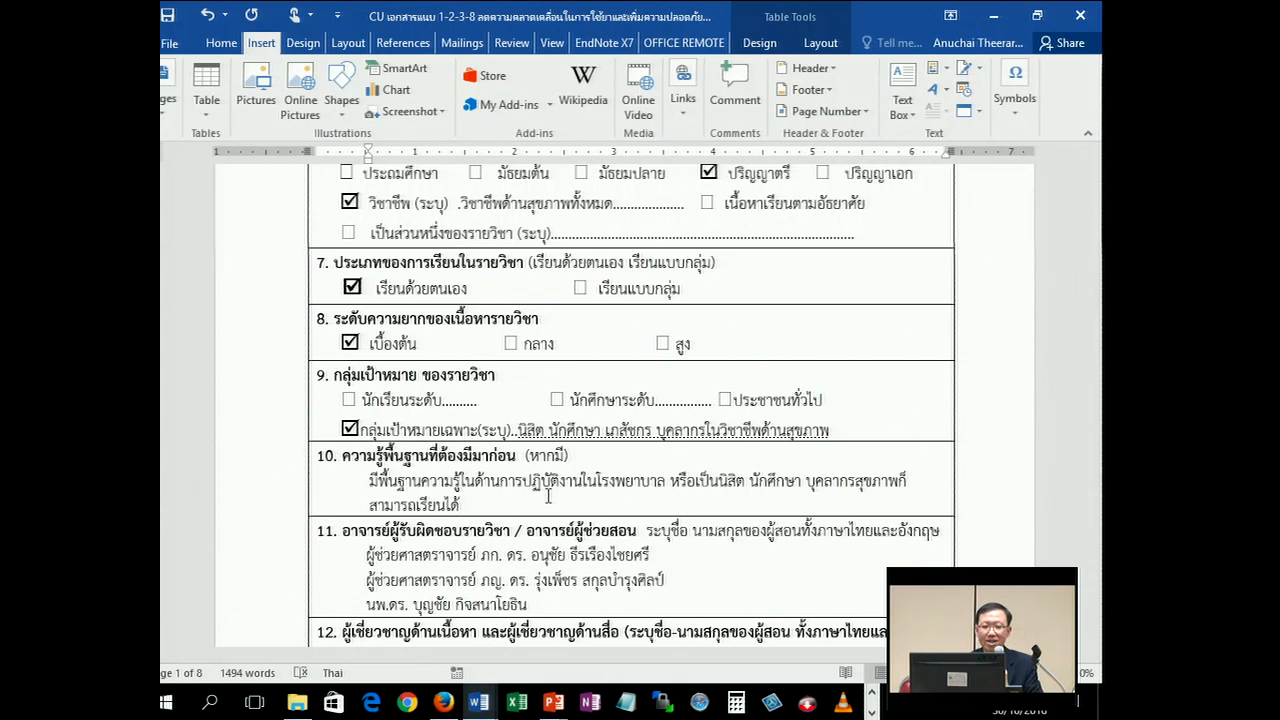 CU เอกสารแนบ 1-2-3-8 ลดความคลาดเคลื่อนในการใช้ยาและเพิ่มความปลอดภัย...
Table Tools
File Home Insert Design Layout References Mailings Review View EndNote X7 OFFICE REMOTE Design Layout Tell me... Anuchai Theerar... Share
ges
Table
Pictures
Online Pictures
Shapes
SmartArt
Chart
Screenshot
Store
My Add-ins
Wikipedia
Online Video
Links
Comment
Header
Footer
Page Number
Text Box
Symbols
Tables Illustrations Add-ins Media Comments Header & Footer Text
1 1 2 3 4 5 6 7
ประถมศึกษา มัธยมต้น มัธยมปลาย ปริญญาตรี ปริญญาเอก
วิชาชีพ (ระบุ) .วิชาชีพด้านสุขภาพทั้งหมด................. เนื้อหาเรียนตามอัธยาศัย
เป็นส่วนหนึ่งของรายวิชา (ระบุ)............................................................................
7. ประเภทของการเรียนในรายวิชา (เรียนด้วยตนเอง เรียนแบบกลุ่ม)
เรียนด้วยตนเอง เรียนแบบกลุ่ม
8. ระดับความยากของเนื้อหารายวิชา
เบื้องต้น กลาง สูง
9. กลุ่มเป้าหมาย ของรายวิชา
นักเรียนระดับ.......... นักศึกษาระดับ................ ประชาชนทั่วไป
กลุ่มเป้าหมายเฉพาะ(ระบุ)..นิสิต นักศึกษา เภสัชกร บุคลากรในวิชาชีพด้านสุขภาพ
10. ความรู้พื้นฐานที่ต้องมีมาก่อน (หากมี)
มีพื้นฐานความรู้ในด้านการปฏิบัติงานในโรงพยาบาล หรือเป็นนิสิต นักศึกษา บุคลากรสุขภาพก็
สามารถเรียนได้
11. อาจารย์ผู้รับผิดชอบรายวิชา / อาจารย์ผู้ช่วยสอน ระบุชื่อ นามสกุลของผู้สอนทั้งภาษาไทยและอังกฤษ
ผู้ช่วยศาสตราจารย์ ภก. ดร. อนุชัย ธีรเรืองไชยศรี
ผู้ช่วยศาสตราจารย์ ภญ. ดร. รุ่งเพ็ชร สกุลบำรุงศิลป์
นพ.ดร. บุญชัย กิจสนาโยธิน
12. ผู้เชี่ยวชาญด้านเนื้อหา และผู้เชี่ยวชาญด้านสื่อ (ระบุชื่อ-นามสกุลของผู้สอน ทั้งภาษาไทยแล
ge 1 of 8 1494 words Thai 0%